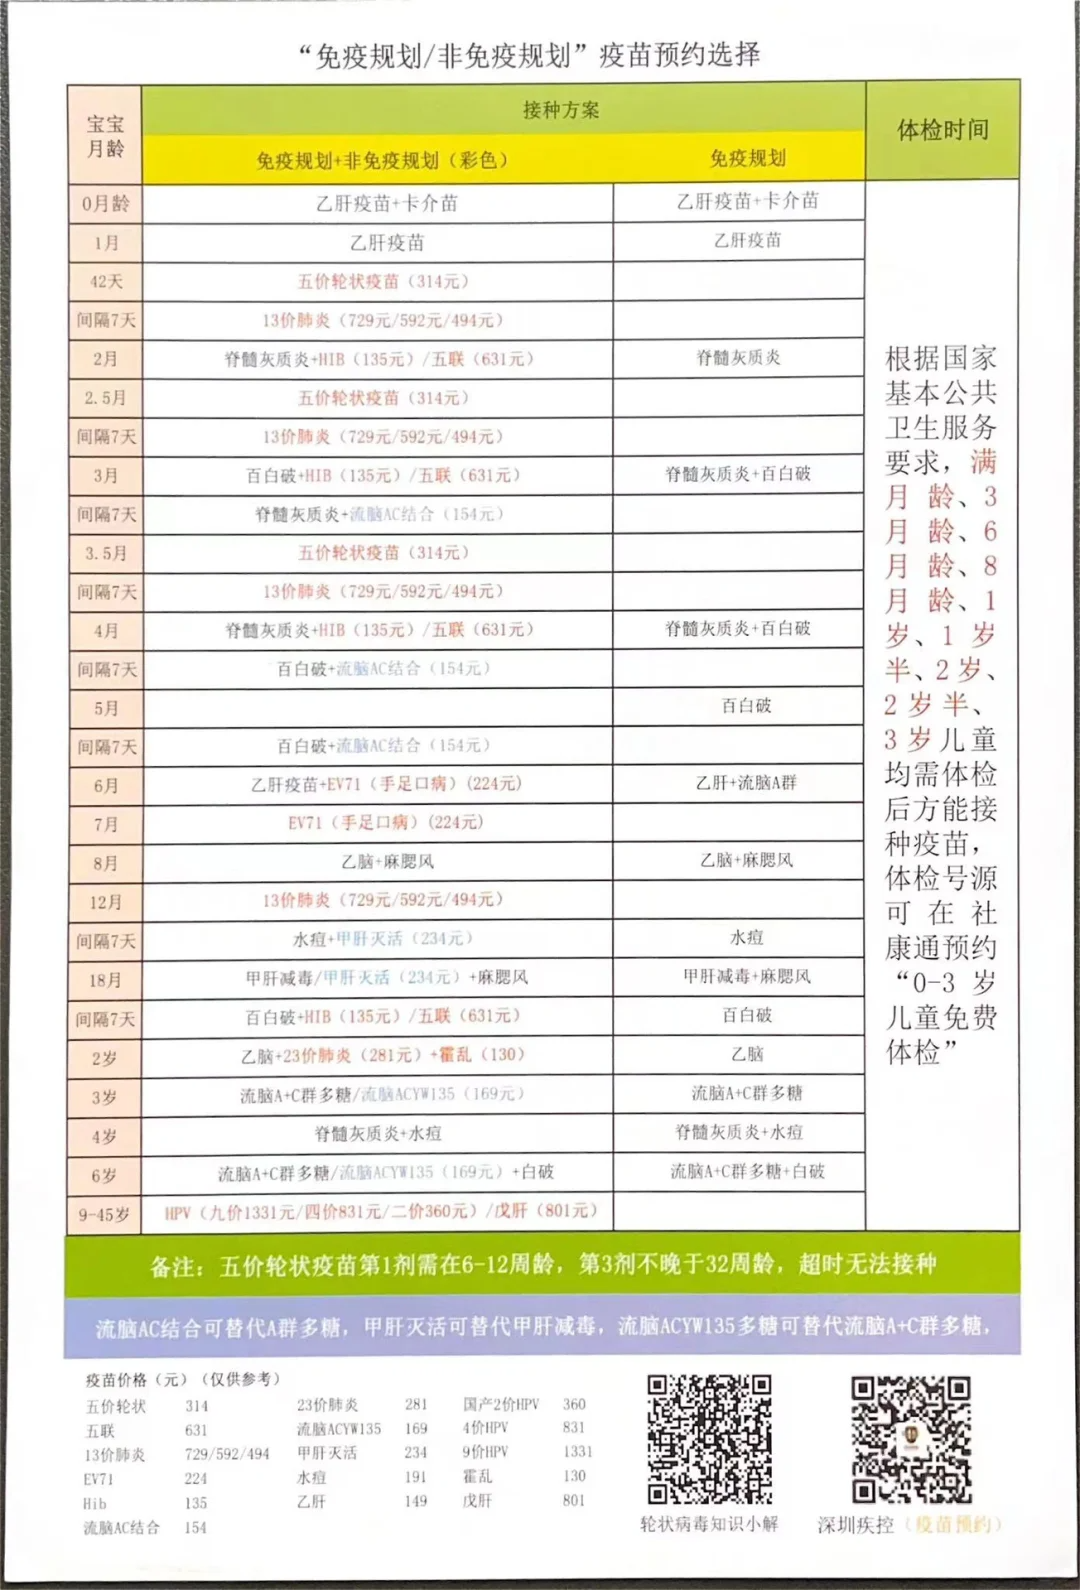 “免疫规划/非免疫规划”疫苗预约选择
宝宝
月龄
接种方案
体检时间
免疫规划+非免疫规划（彩色）
免疫规划
0月龄
乙肝疫苗+卡介苗
乙肝疫苗+卡介苗
1月
乙肝疫苗
乙肝疫苗
42天
五价轮状疫苗（314元）
间隔7天
13价肺炎（729元/592元/494元）
2月
脊髓灰质炎+HIB（135元）/五联（631元）
脊髓灰质炎
2.5月
五价轮状疫苗（314元）
间隔7天
13价肺炎（729元/592元/494元）
3月
百白破+HIB（135元）/五联（631元）
脊髓灰质炎+百白破
间隔7天
脊髓灰质炎+流脑AC结合（154元）
3.5月
五价轮状疫苗（314元）
间隔7天
13价肺炎（729元/592元/494元）
4月
脊髓灰质炎+HIB（135元）/五联（631元）
脊髓灰质炎+百白破
间隔7天
百白破+流脑AC结合（154元）
5月
百白破
间隔7天
百白破+流脑AC结合（154元）
6月
乙肝疫苗+EV71（手足口病）(224元)
乙肝+流脑A群
7月
EV71（手足口病）(224元)
8月
乙脑+麻腮风
乙脑+麻腮风
12月
13价肺炎（729元/592元/494元）
间隔7天
水痘+甲肝灭活（234元）
水痘
18月
甲肝减毒/甲肝灭活（234元）+麻腮风
甲肝减毒+麻腮风
间隔7天
百白破+HIB（135元）/五联（631元）
百白破
2岁
乙脑+23价肺炎（281元）+霍乱（130）
乙脑
3岁
流脑A+C群多糖/流脑ACYW135（169元）
流脑A+C群多糖
4岁
脊髓灰质炎+水痘
脊髓灰质炎+水痘
6岁
流脑A+C群多糖/流脑ACYW135（169元）+白破
流脑A+C群多糖+白破
9-45岁
HPV（九价1331元/四价831元/二价360元）/戊肝（801元）
根据国家
基本公共
卫生服务
要求，满
月龄、3
月龄、6
月龄、8
月龄、1
岁、1岁
半、2岁、
2岁半、
3岁儿童
均需体检
后方能接
种疫苗，
体检号源
可在社
康通预约
“0-3岁
儿童免费
体检”
备注：五价轮状疫苗第1剂需在6-12周龄，第3剂不晚于32周龄，超时无法接种
流脑AC结合可替代A群多糖，甲肝灭活可替代甲肝减毒，流脑ACYW135多糖可替代流脑A+C群多糖，
疫苗价格（元）（仅供参考）
五价轮状 314 23价肺炎 281 国产2价HPV 360
五联 631 流脑ACYW135 169 4价HPV 831
13价肺炎 729/592/494 甲肝灭活 234 9价HPV 1331
EV71 224 水痘 191 霍乱 130
Hib 135 乙肝 149 戊肝 801
流脑AC结合 154
轮状病毒知识小解
深圳疾控（疫苗预约）